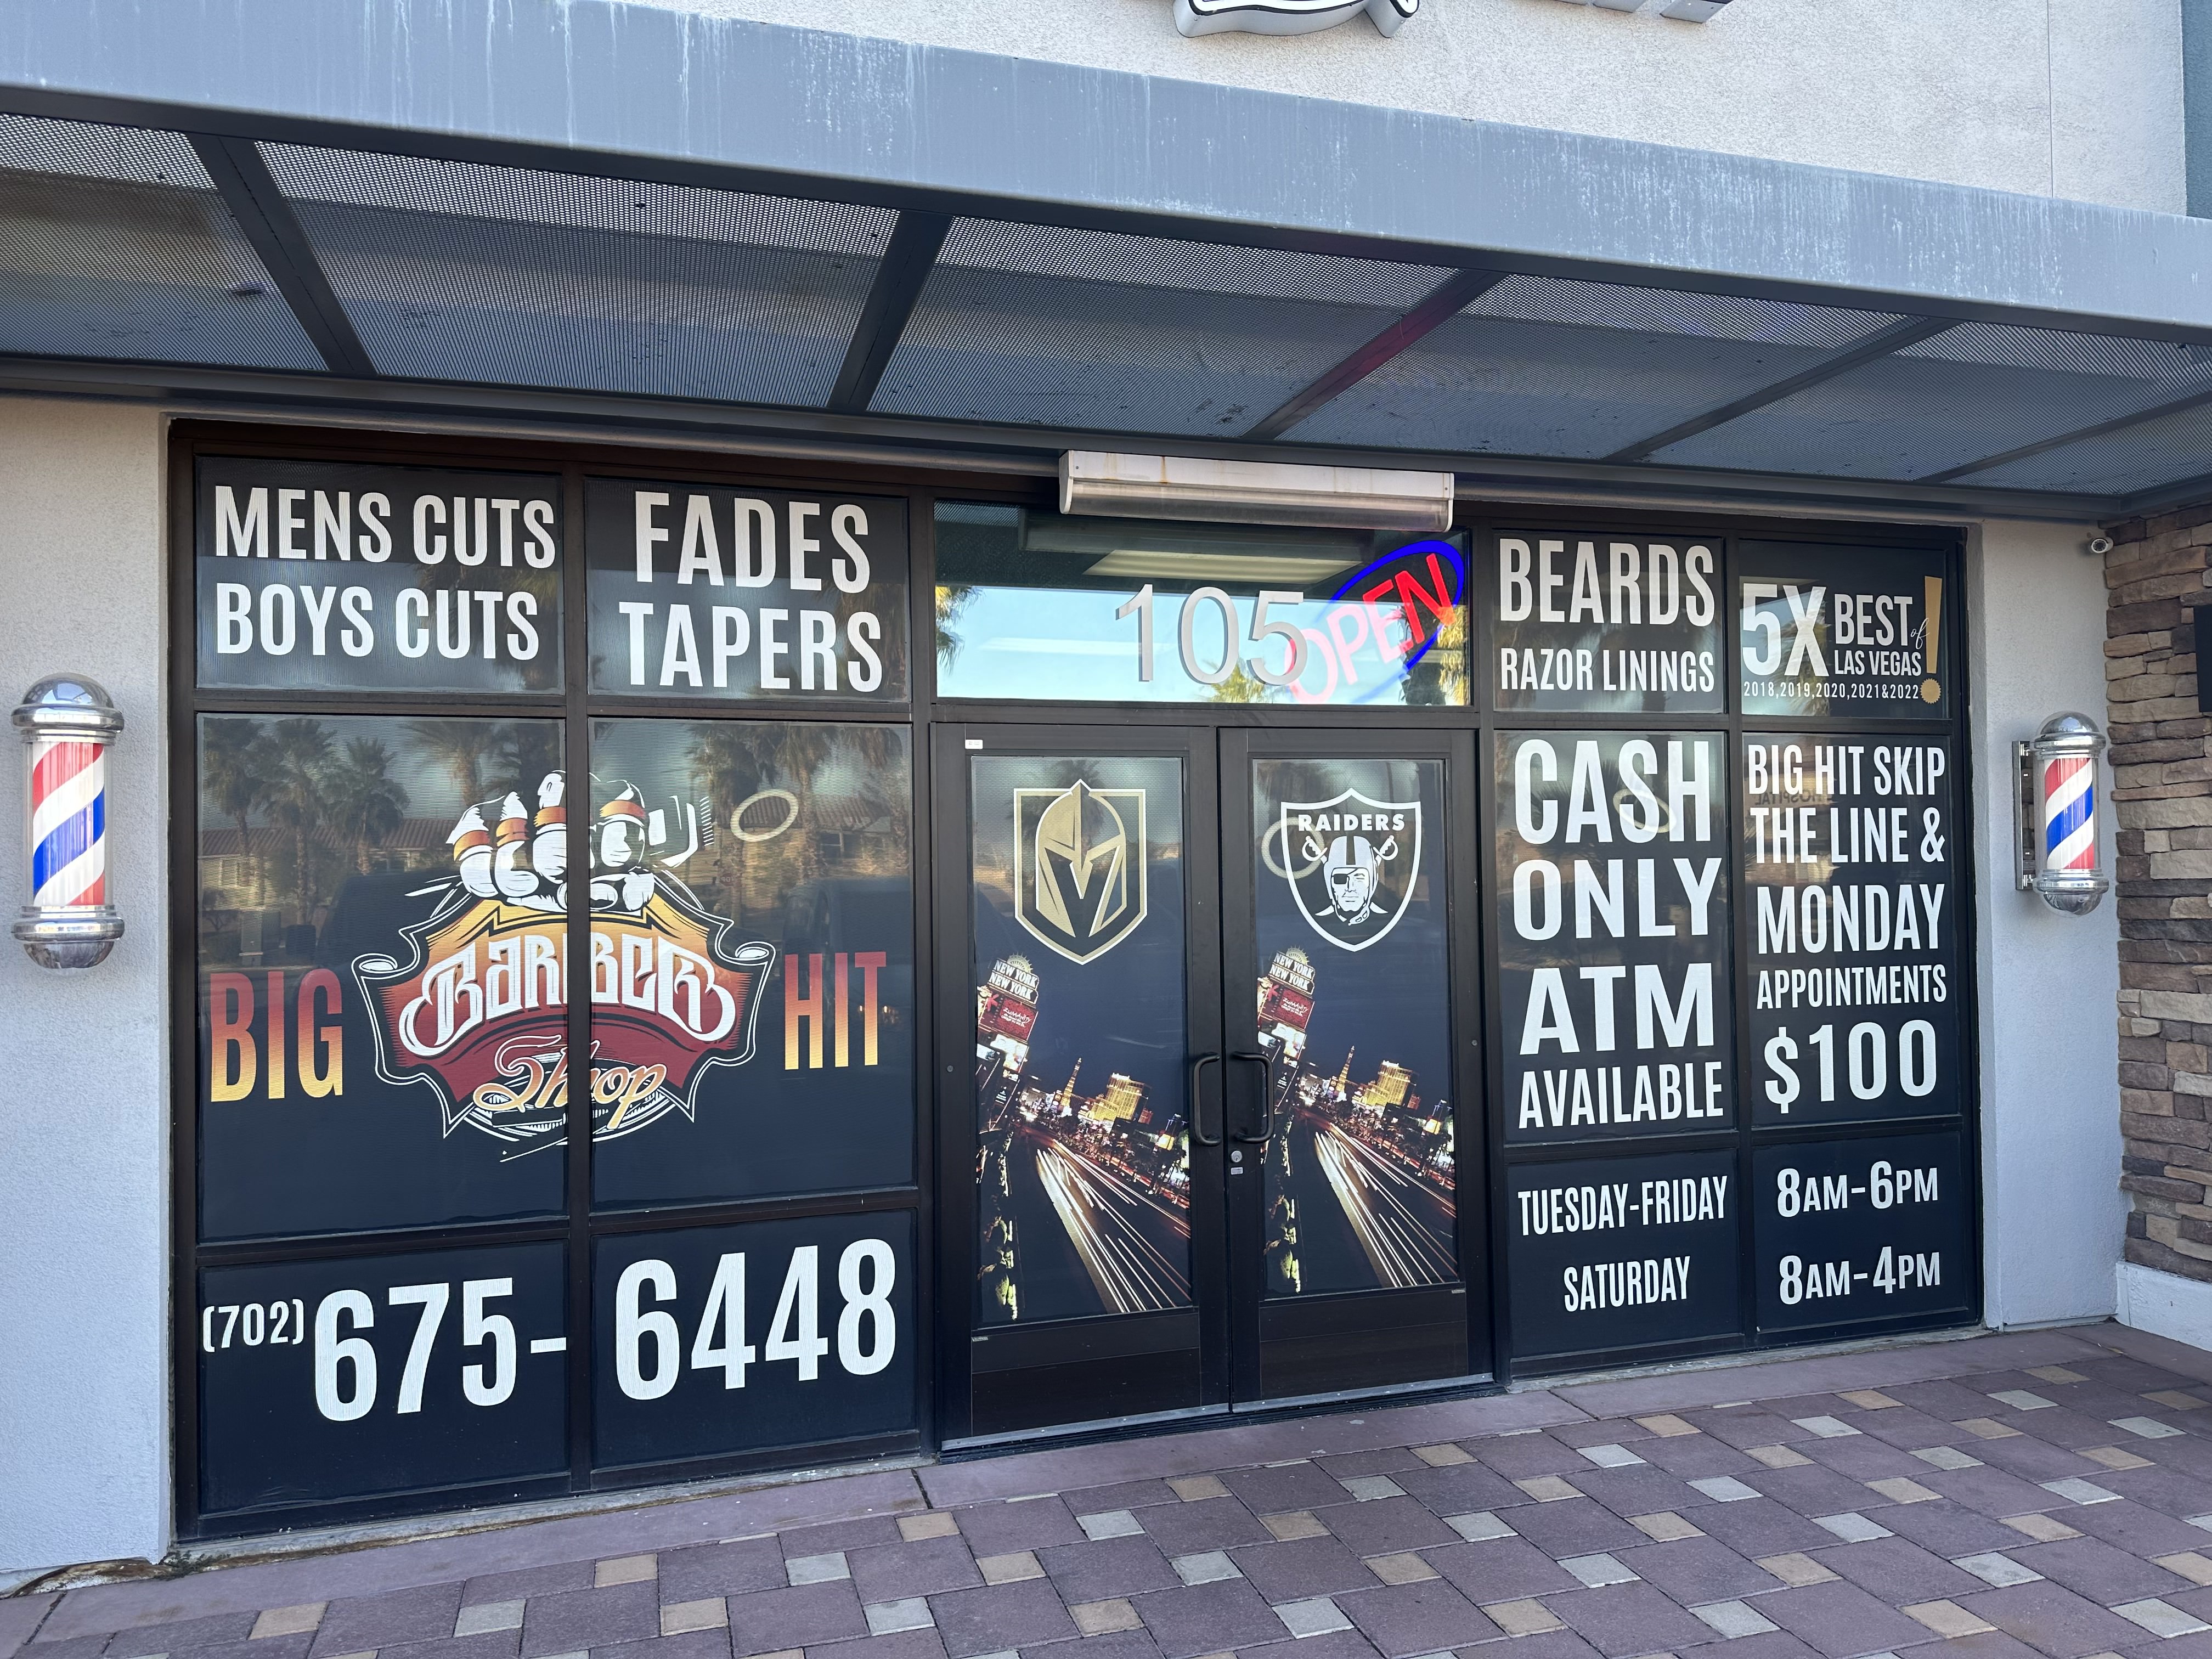 MENS CUTS
BOYS CUTS
FADES
TAPERS
105
OPEN
BEARDS
RAZOR LININGS
5X BEST of
LAS VEGAS!
2018,2019,2020,2021&2022
BIG BARBER HIT
Shop
(702) 675-6448
RAIDERS
NEW YORK
NEW YORK
NEW YORK
NEW YORK
CASH
ONLY
ATM
AVAILABLE
BIG HIT SKIP
THE LINE &
MONDAY
APPOINTMENTS
$100
TUESDAY-FRIDAY 8AM-6PM
SATURDAY 8AM-4PM